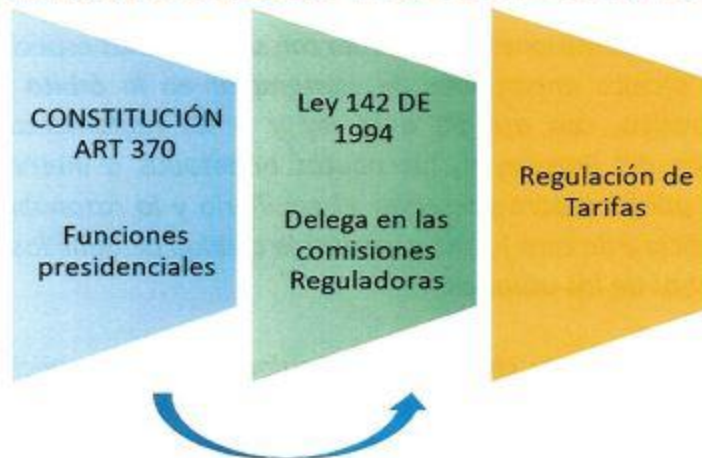 CONSTITUCIÓN
ART 370
Funciones
presidenciales
Ley 142 DE
1994
Delega en las
comisiones
Reguladoras
Regulación de
Tarifas